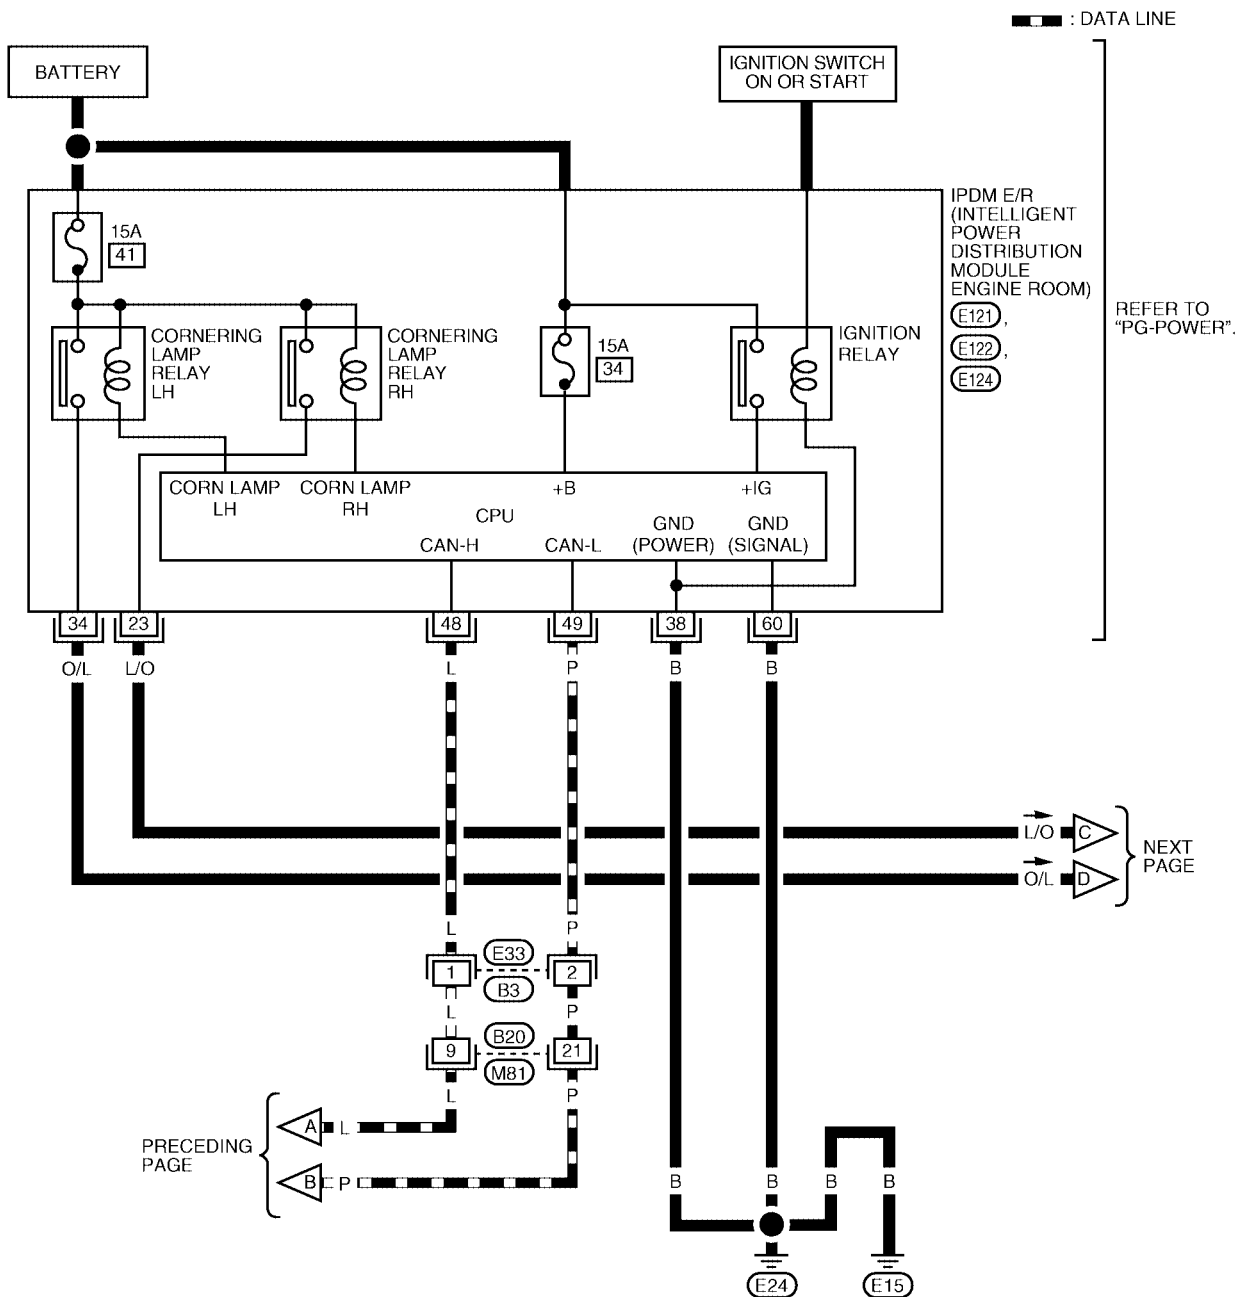 : DATA LINE
BATTERY
IGNITION SWITCH
ON OR START
IPDM E/R
(INTELLIGENT
POWER
DISTRIBUTION
MODULE
ENGINE ROOM)
E121 ,
E122 ,
E124
REFER TO
“PG-POWER”.
15A
41
CORNERING
LAMP
RELAY
LH
CORNERING
LAMP
RELAY
RH
15A
34
IGNITION
RELAY
CORN LAMP
LH
CORN LAMP
RH
+B
+IG
CPU
CAN-H
CAN-L
GND
(POWER)
GND
(SIGNAL)
34
23
48
49
38
60
O/L
L/O
L
P
B
B
L/O
C
O/L
D
NEXT
PAGE
L
P
1
E33
B3
2
L
P
9
B20
M81
21
L
P
PRECEDING
PAGE
A
L
B
P
B
B
B
B
E24
E15